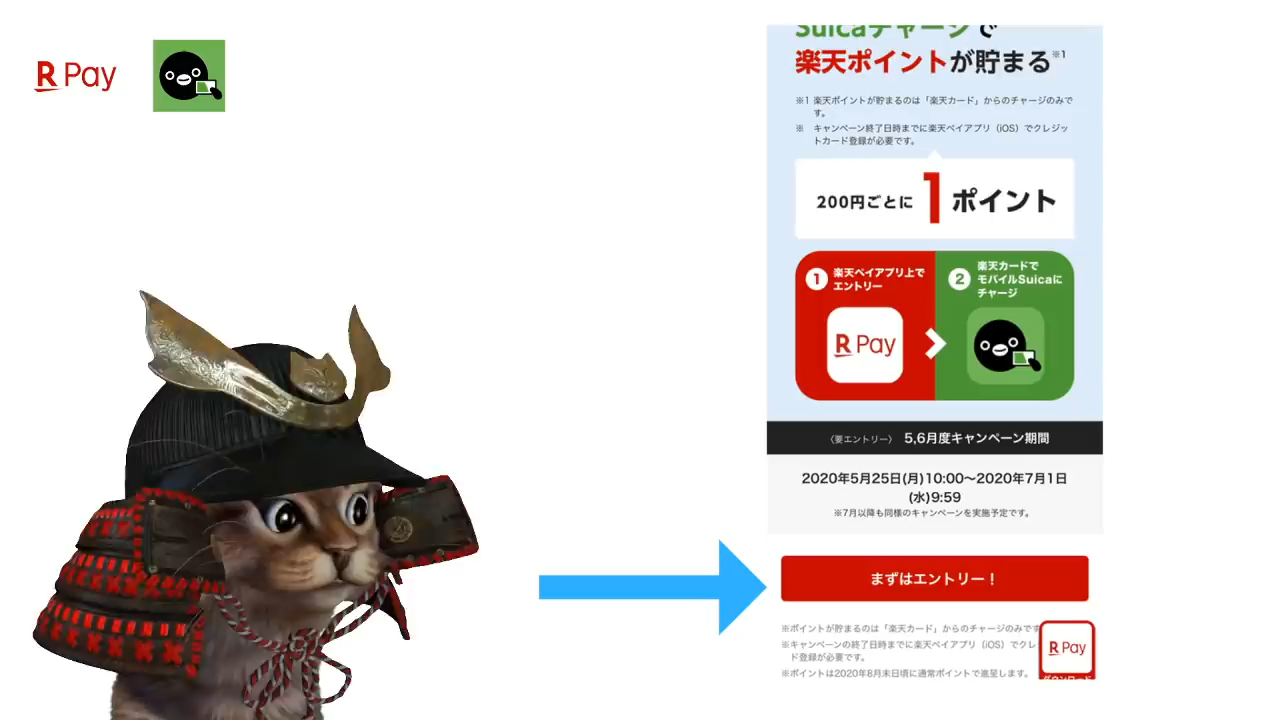 R Pay
Suicaチャージで
楽天ポイントが貯まる※1
※1 楽天ポイントが貯まるのは「楽天カード」からのチャージのみで
す。
※ キャンペーン終了日時までに楽天ペイアプリ（iOS）でクレジッ
トカード登録が必要です。
200円ごとに 1 ポイント
1 楽天ペイアプリ上で
エントリー
2 楽天カードで
モバイルSuicaに
チャージ
R Pay
〈要エントリー〉 5,6月度キャンペーン期間
2020年5月25日(月)10:00〜2020年7月1日
(水)9:59
※7月以降も同様のキャンペーンを実施予定です。
まずはエントリー！
※ポイントが貯まるのは「楽天カード」からのチャージのみです
※キャンペーンの終了日時までに楽天ペイアプリ（iOS）でクレ
ド登録が必要です。
※ポイントは2020年8月末日頃に通常ポイントで進呈します。
R Pay
ダウンロード